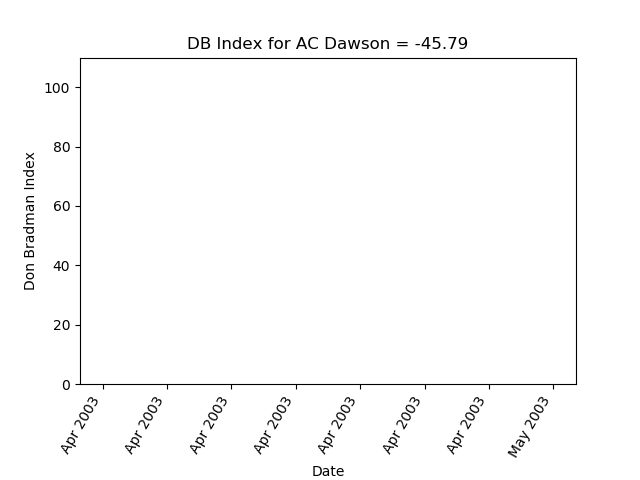 DB Index for AC Dawson = -45.79
100
80
60
40
20
0
Don Bradman Index
Apr 2003
Apr 2003
Apr 2003
Apr 2003
Apr 2003
Apr 2003
Apr 2003
May 2003
Date